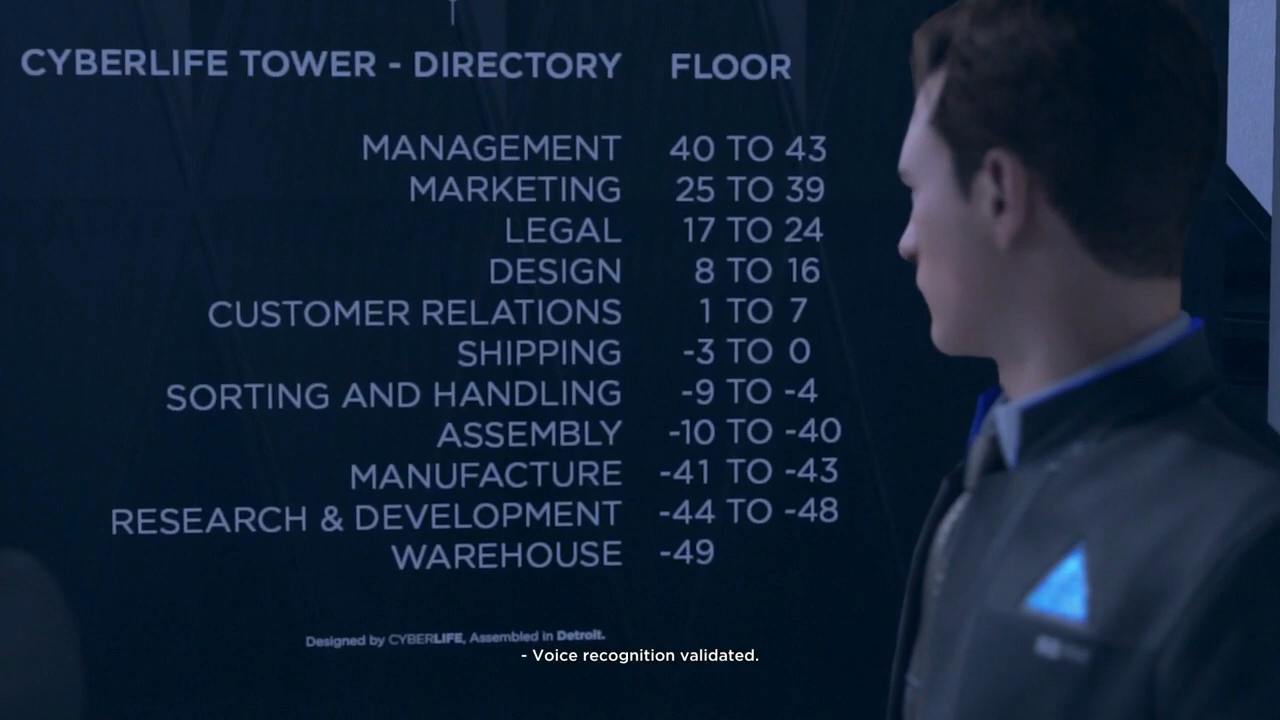 CYBERLIFE TOWER - DIRECTORY FLOOR
MANAGEMENT 40 TO 43
MARKETING 25 TO 39
LEGAL 17 TO 24
DESIGN 8 TO 16
CUSTOMER RELATIONS 1 TO 7
SHIPPING -3 TO 0
SORTING AND HANDLING -9 TO -4
ASSEMBLY -10 TO -40
MANUFACTURE -41 TO -43
RESEARCH & DEVELOPMENT -44 TO -48
WAREHOUSE -49
Designed by CYBERLIFE, Assembled in Detroit.
- Voice recognition validated.